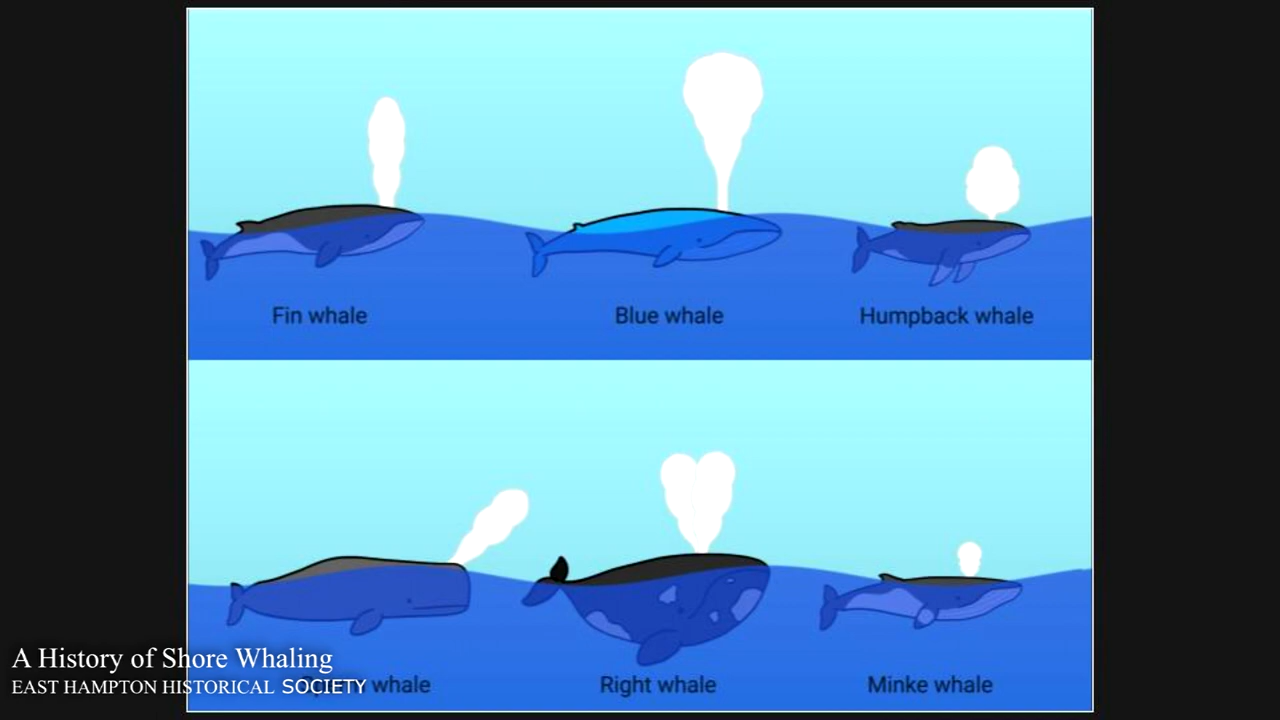 Fin whale
Blue whale
Humpback whale
A History of Shore Whaling
EAST HAMPTON HISTORICAL SOCIETY
whale
Right whale
Minke whale